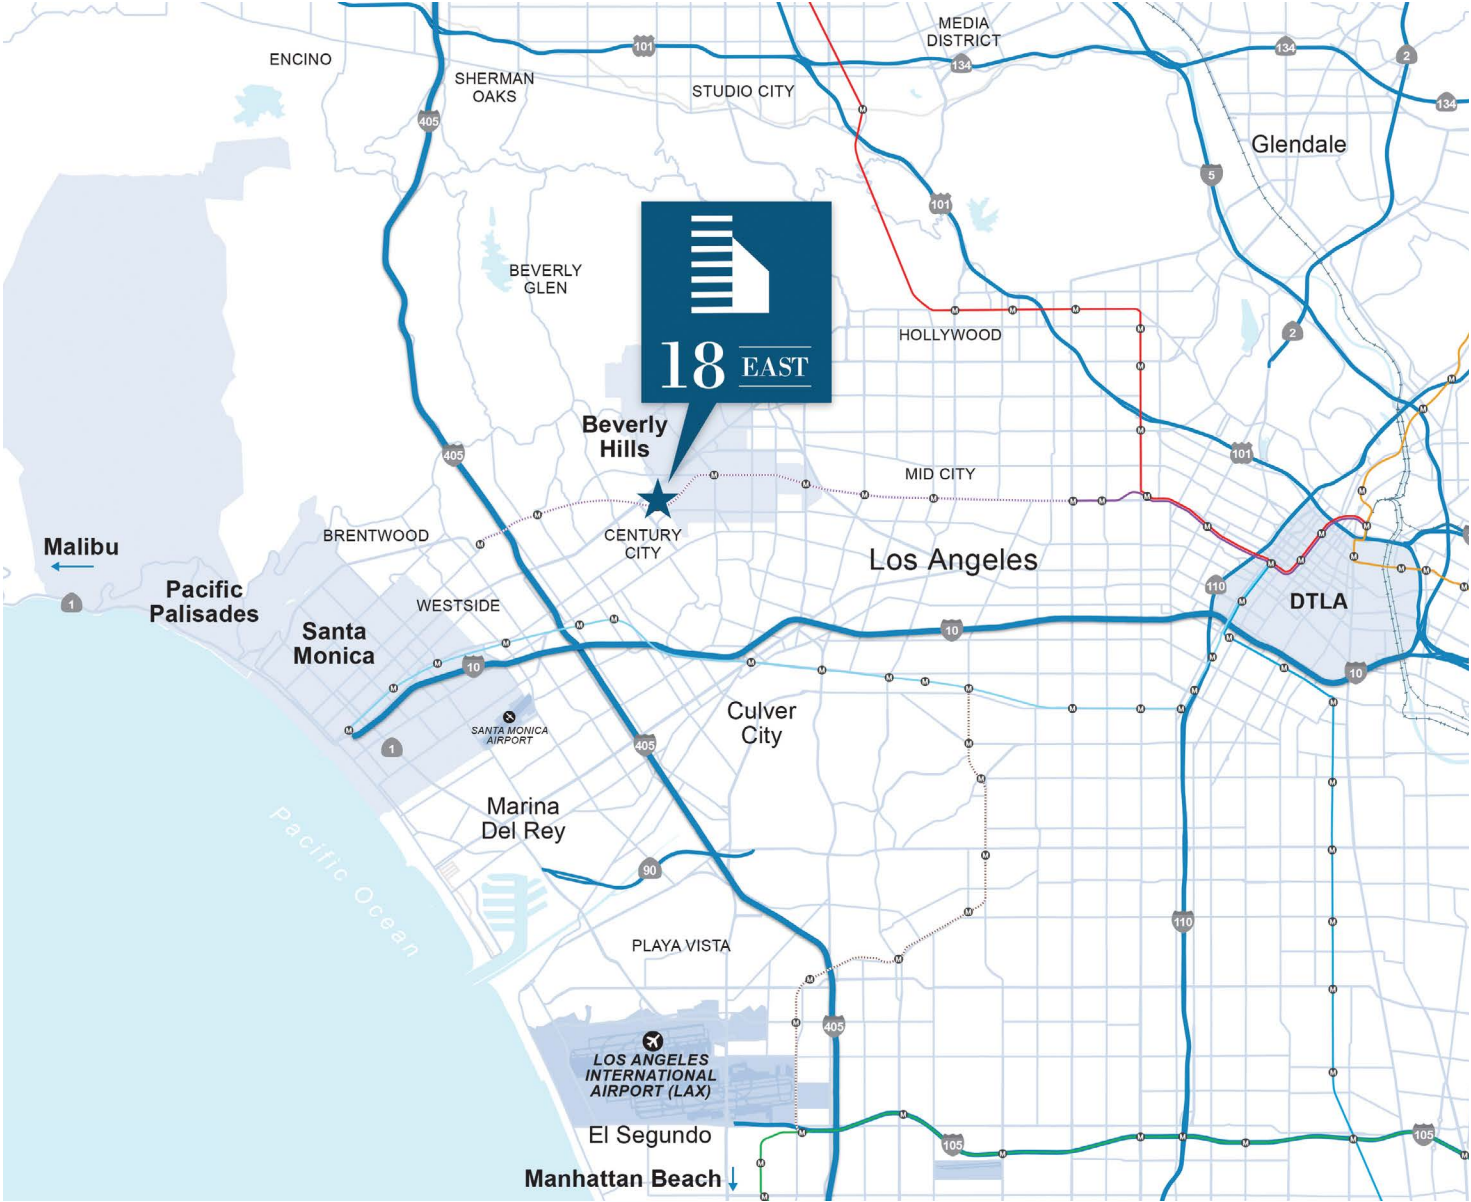 MEDIA
DISTRICT
ENCINO
101
134
134
2
SHERMAN
OAKS
STUDIO CITY
134
405
Glendale
5
101
18 EAST
BEVERLY
GLEN
HOLLYWOOD
2
Beverly
Hills
405
101
MID CITY
BRENTWOOD
CENTURY
CITY
Malibu
Los Angeles
Pacific
Palisades
1
WESTSIDE
110
DTLA
Santa
Monica
10
10
10
SANTA MONICA
AIRPORT
Culver
City
1
405
Marina
Del Rey
Pacific Ocean
90
110
PLAYA VISTA
405
LOS ANGELES
INTERNATIONAL
AIRPORT (LAX)
El Segundo
105
105
Manhattan Beach